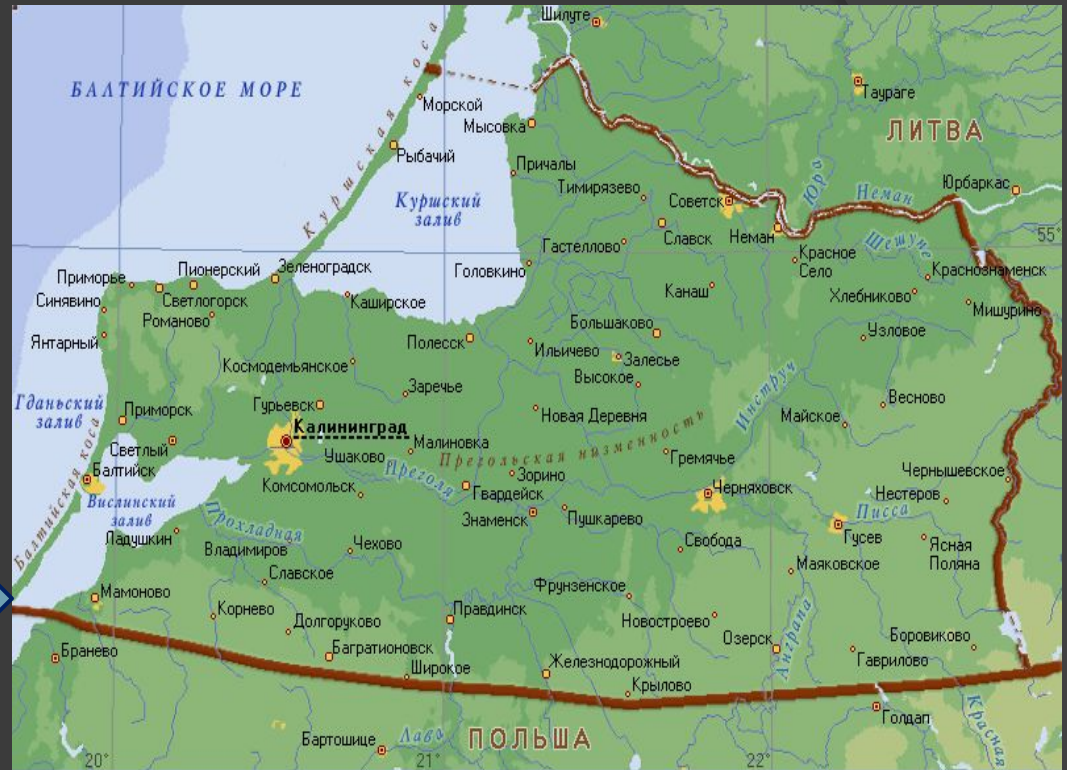 Шилуте
БАЛТИЙСКОЕ МОРЕ
Куршская коса
Морской
Таураге
Мысовка
ЛИТВА
Рыбачий
Причалы
Тимирязево
Юра
Неман
Юрбаркас
Куршский
залив
Советск
Славск
Неман
Шешупе
55°
Гастеллово
Красное
Село
Приморье
Пионерский
Зеленоградск
Головкино
Краснознаменск
Синявино
Светлогорск
Каширское
Канаш
Хлебниково
Мишурино
Романово
Большаково
Узловое
Янтарный
Полесск
Ильичево
Залесье
Космодемьянское
Высокое
Заречье
Инструч
Весново
Гданьский
залив
Приморск
Гурьевск
Новая Деревня
Майское
Калининград
Светлый
Ушаково
Малиновка
Прегольская низменность
Гремячье
Балтийск
Преголя
Зорино
Чернышевское
Комсомольск
Гвардейск
Черняховск
Нестеров
Балтийская коса
Вислинский
залив
Прохладная
Знаменск
Пушкарево
Писса
Гусев
Ладушкин
Владимиров
Чехово
Свобода
Ясная
Поляна
Славское
Маяковское
Мамоново
Фрунзенское
Корнево
Долгоруково
Правдинск
Новостроево
Анграпа
Озерск
Боровиково
Бранево
Багратионовск
Широкое
Железнодорожный
Гаврилово
Крылово
Красная
Голдап
Бартошице
Лава
ПОЛЬША
20°
21°
22°